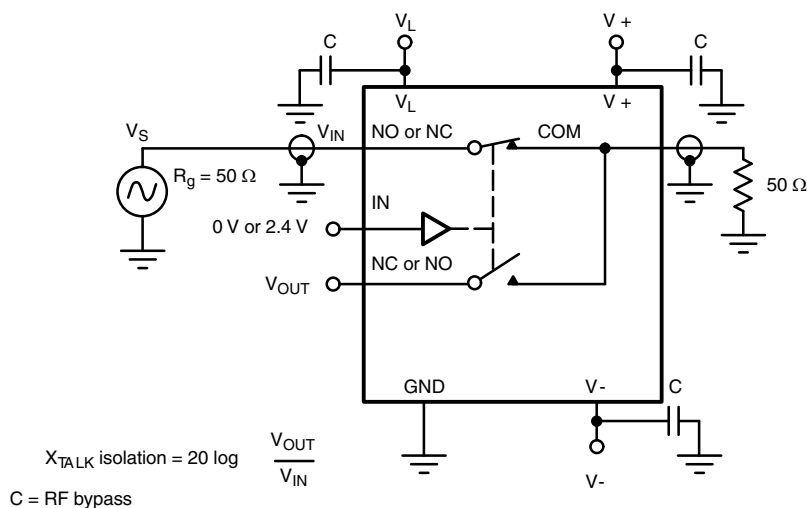 V_L
V+
C
C
V_L
V+
V_S
V_IN
NO or NC
COM
R_g = 50 Ω
50 Ω
IN
0 V or 2.4 V
NC or NO
V_OUT
GND
V-
C
X_TALK isolation = 20 log V_OUT / V_IN
V-
C = RF bypass